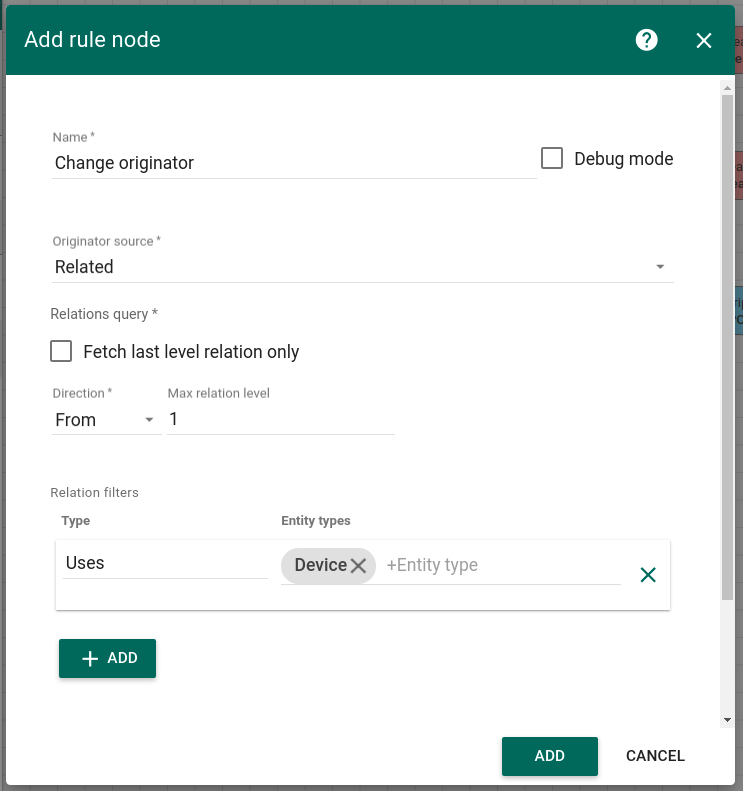 Add rule node
Name *
Change originator
Debug mode
Originator source *
Related
Relations query *
Fetch last level relation only
Direction *
Max relation level
From
1
Relation filters
Type
Entity types
Uses
Device
+Entity type
ADD
ADD
CANCEL